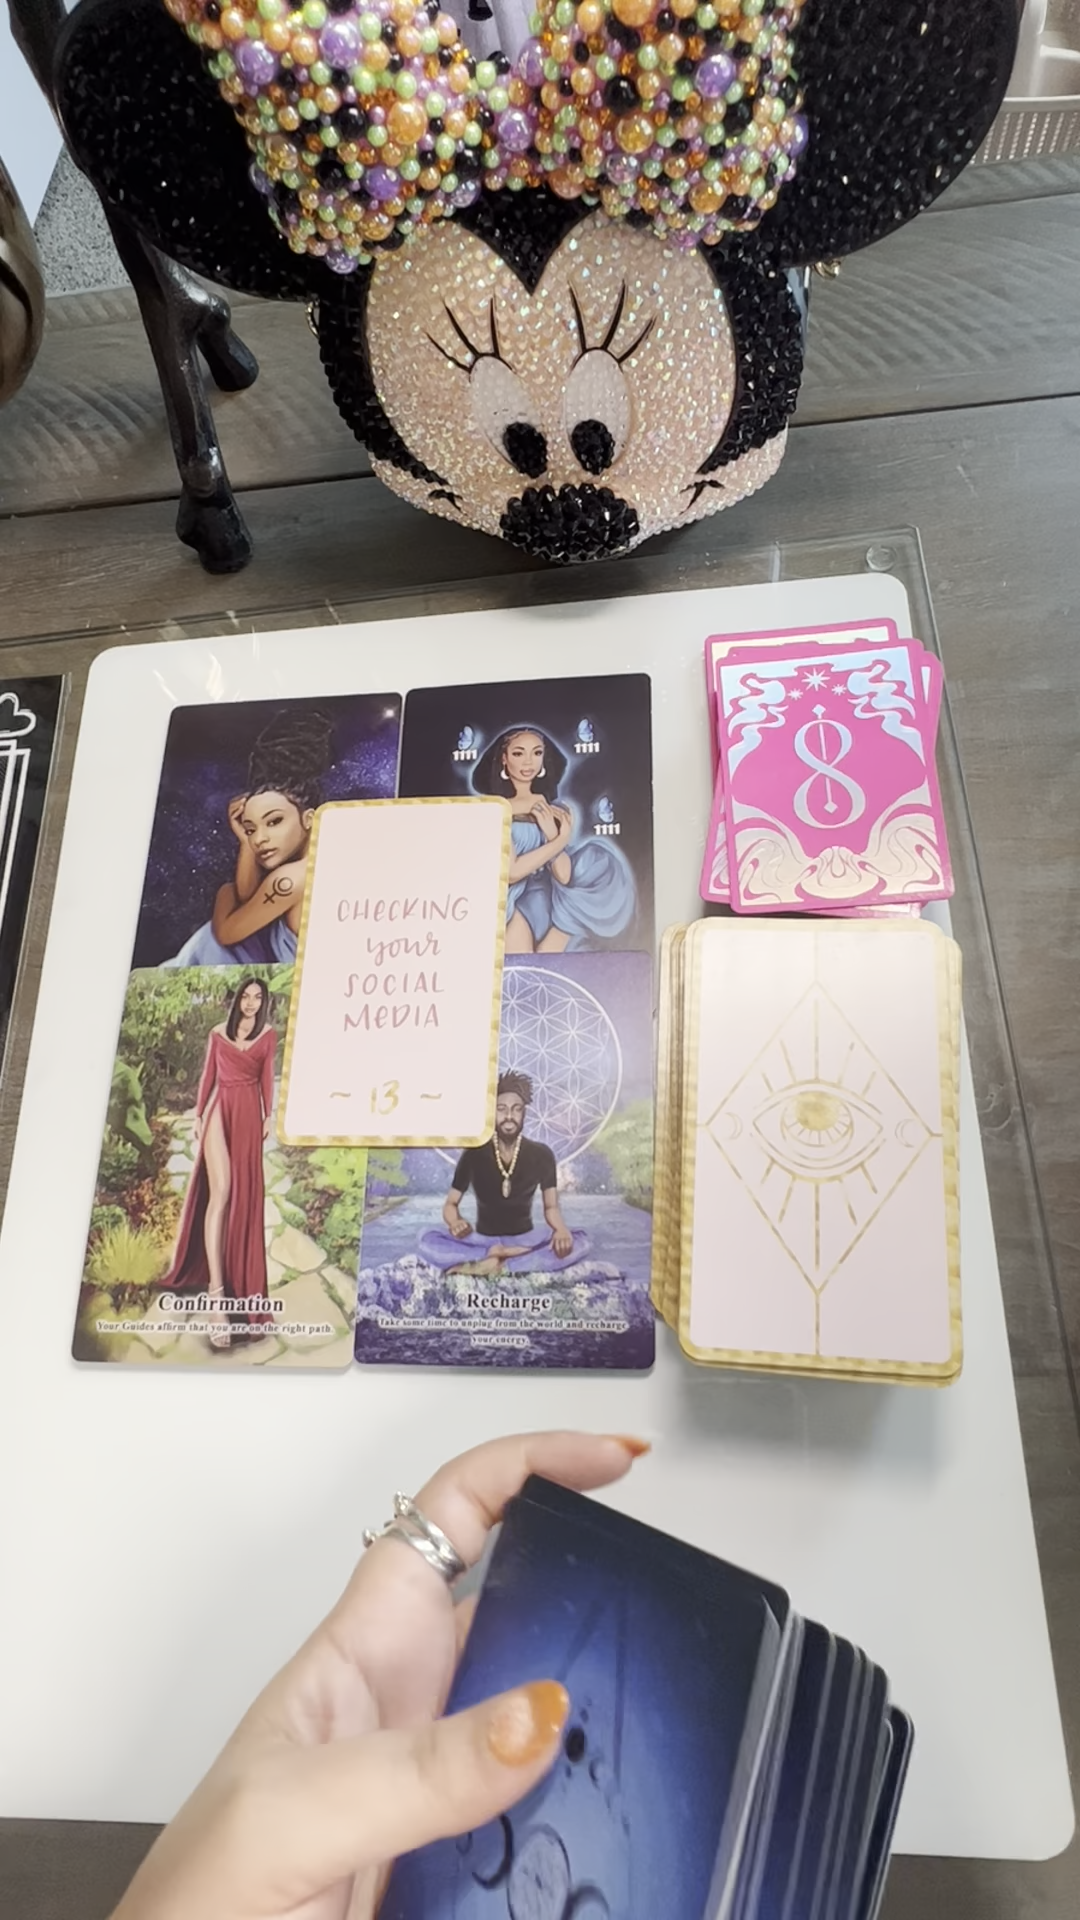 1111
1111
1111
8
CHECKING
your
SOCIAL
MEDIA
~ 13 ~
Confirmation
Your Guides affirm that you are on the right path.
Recharge
Take some time to unplug from the world and recharge
your energy.